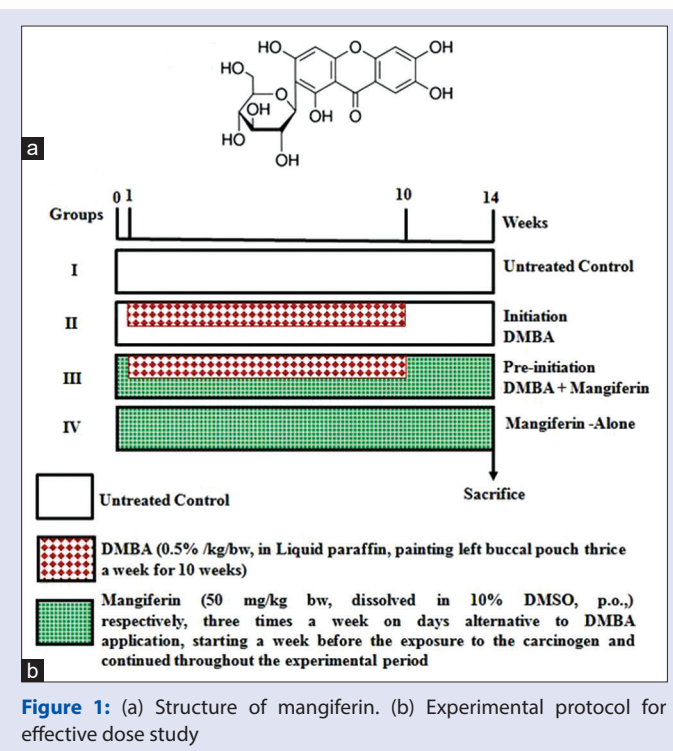 HO
O
OH
HO
O
OH
OH
HO
OH
O
OH
a
0 1 10 14
Groups
Weeks
I
Untreated Control
II
Initiation
DMBA
III
Pre-initiation
DMBA + Mangiferin
IV
Mangiferin -Alone
Sacrifice
Untreated Control
DMBA (0.5% /kg/bw, in Liquid paraffin, painting left buccal pouch thrice
a week for 10 weeks)
Mangiferin (50 mg/kg bw, dissolved in 10% DMSO, p.o.,)
respectively, three times a week on days alternative to DMBA
application, starting a week before the exposure to the carcinogen and
continued throughout the experimental period
b
Figure 1: (a) Structure of mangiferin. (b) Experimental protocol for
effective dose study